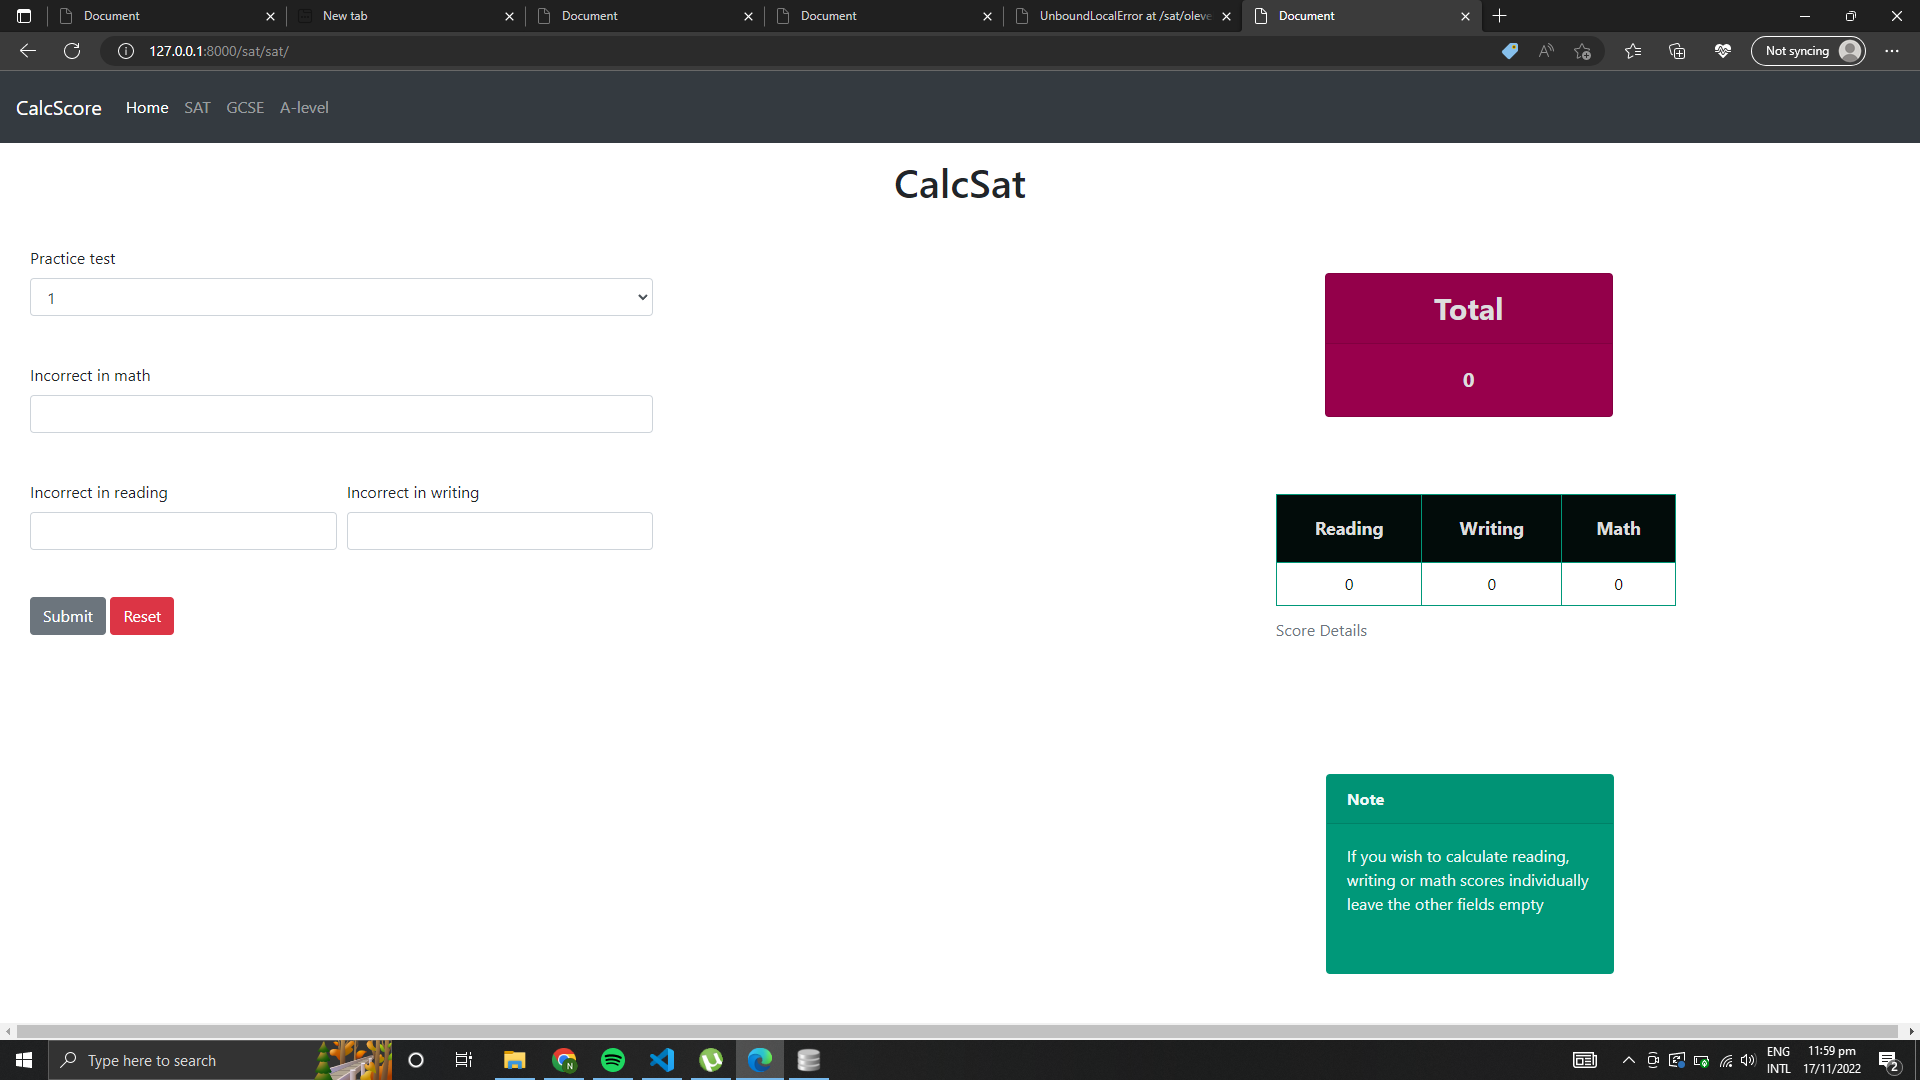 Document
New tab
Document
Document
UnboundLocalError at /sat/oleve
Document
127.0.0.1:8000/sat/sat/
Not syncing
CalcScore Home SAT GCSE A-level
CalcSat
Practice test
1
Incorrect in math
Incorrect in reading Incorrect in writing
Submit Reset
Total
0
Reading Writing Math
0 0 0
Score Details
Note
If you wish to calculate reading,
writing or math scores individually
leave the other fields empty
Type here to search
N
ENG
INTL
11:59 pm
17/11/2022
2